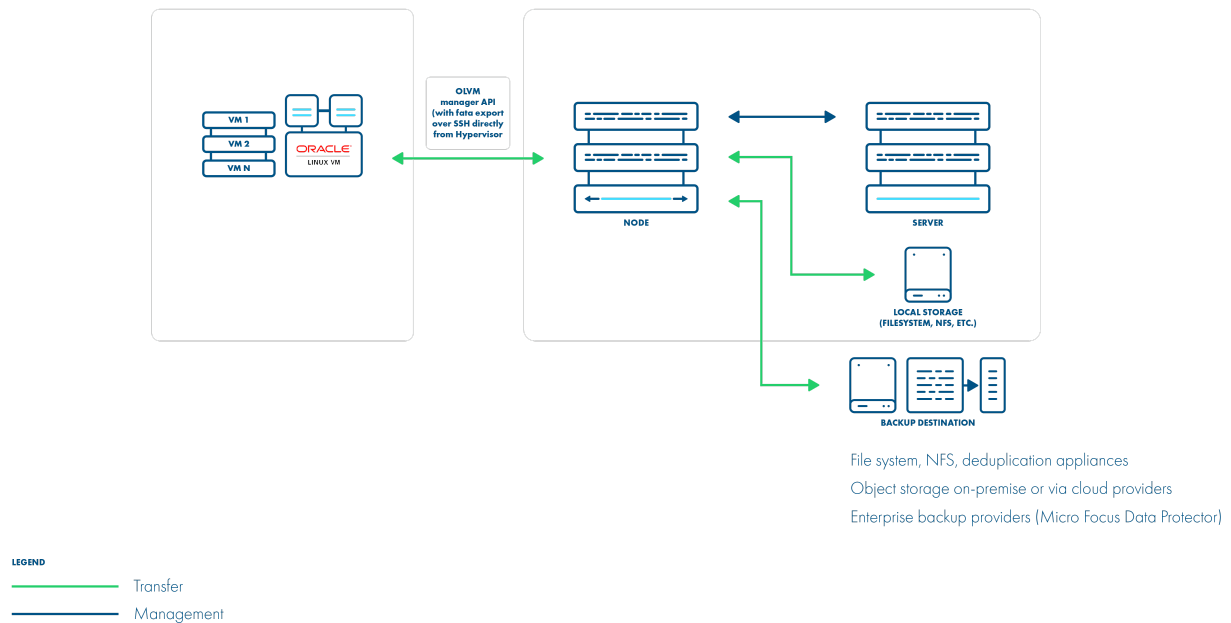 VM 1
VM 2
VM N
ORACLE
LINUX VM
OLVM
manager API
(with fata export
over SSH directly
from Hypervisor
NODE
SERVER
LOCAL STORAGE
(FILESYSTEM, NFS, ETC.)
BACKUP DESTINATION
File system, NFS, deduplication appliances
Object storage on-premise or via cloud providers
Enterprise backup providers (Micro Focus Data Protector)
LEGEND
Transfer
Management